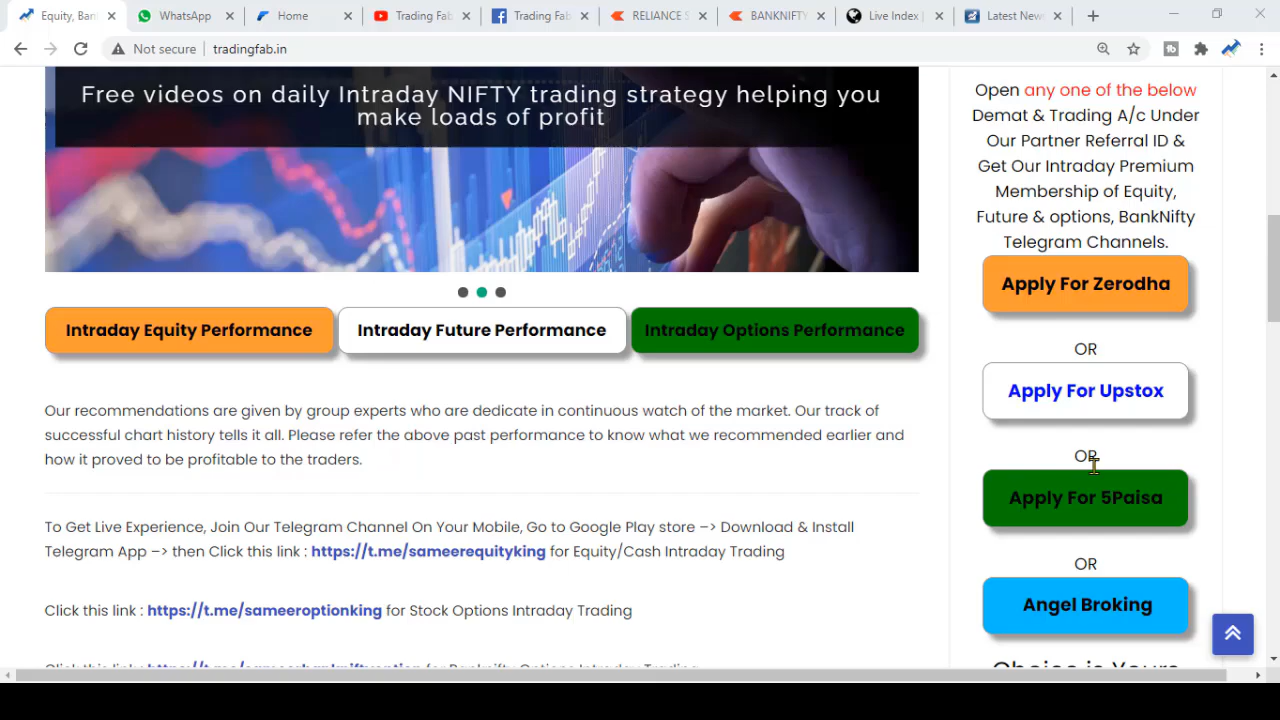 Equity, Ban
WhatsApp
Home
Trading Fab
Trading Fab
RELIANCE S
BANKNIFTY
Live Index |
Latest New
Not secure
tradingfab.in
Free videos on daily Intraday NIFTY trading strategy helping you
make loads of profit
Intraday Equity Performance
Intraday Future Performance
Intraday Options Performance
Our recommendations are given by group experts who are dedicate in continuous watch of the market. Our track of
successful chart history tells it all. Please refer the above past performance to know what we recommended earlier and
how it proved to be profitable to the traders.
To Get Live Experience, Join Our Telegram Channel On Your Mobile, Go to Google Play store –> Download & Install
Telegram App –> then Click this link : https://t.me/sameerequityking for Equity/Cash Intraday Trading
Click this link : https://t.me/sameeroptionking for Stock Options Intraday Trading
Open any one of the below
Demat & Trading A/c Under
Our Partner Referral ID &
Get Our Intraday Premium
Membership of Equity,
Future & options, BankNifty
Telegram Channels.
Apply For Zerodha
OR
Apply For Upstox
OR
Apply For 5Paisa
OR
Angel Broking
Choice is Yours